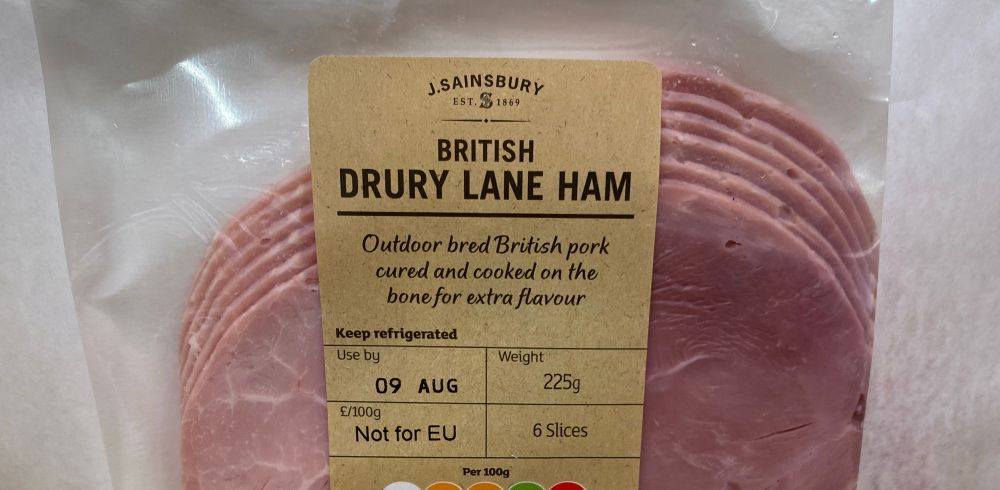 J.SAINSBURY
EST. S 1869
BRITISH
DRURY LANE HAM
Outdoor bred British pork
cured and cooked on the
bone for extra flavour
Keep refrigerated
Use by
09 AUG
Weight
225g
£/100g
Not for EU
6 Slices
Per 100g